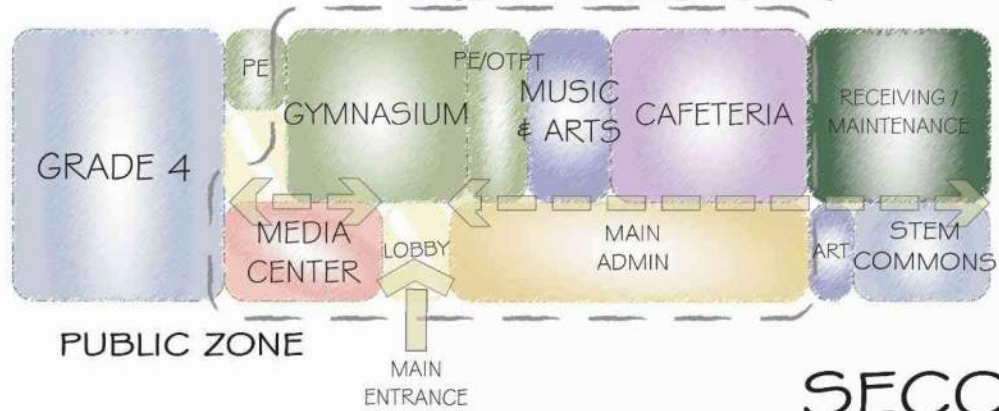 PE
GYMNASIUM
PE/OTPT
MUSIC
& ARTS
CAFETERIA
RECEIVING /
MAINTENANCE
GRADE 4
MEDIA
CENTER
LOBBY
MAIN
ADMIN
ART
STEM
COMMONS
PUBLIC ZONE
MAIN
ENTRANCE